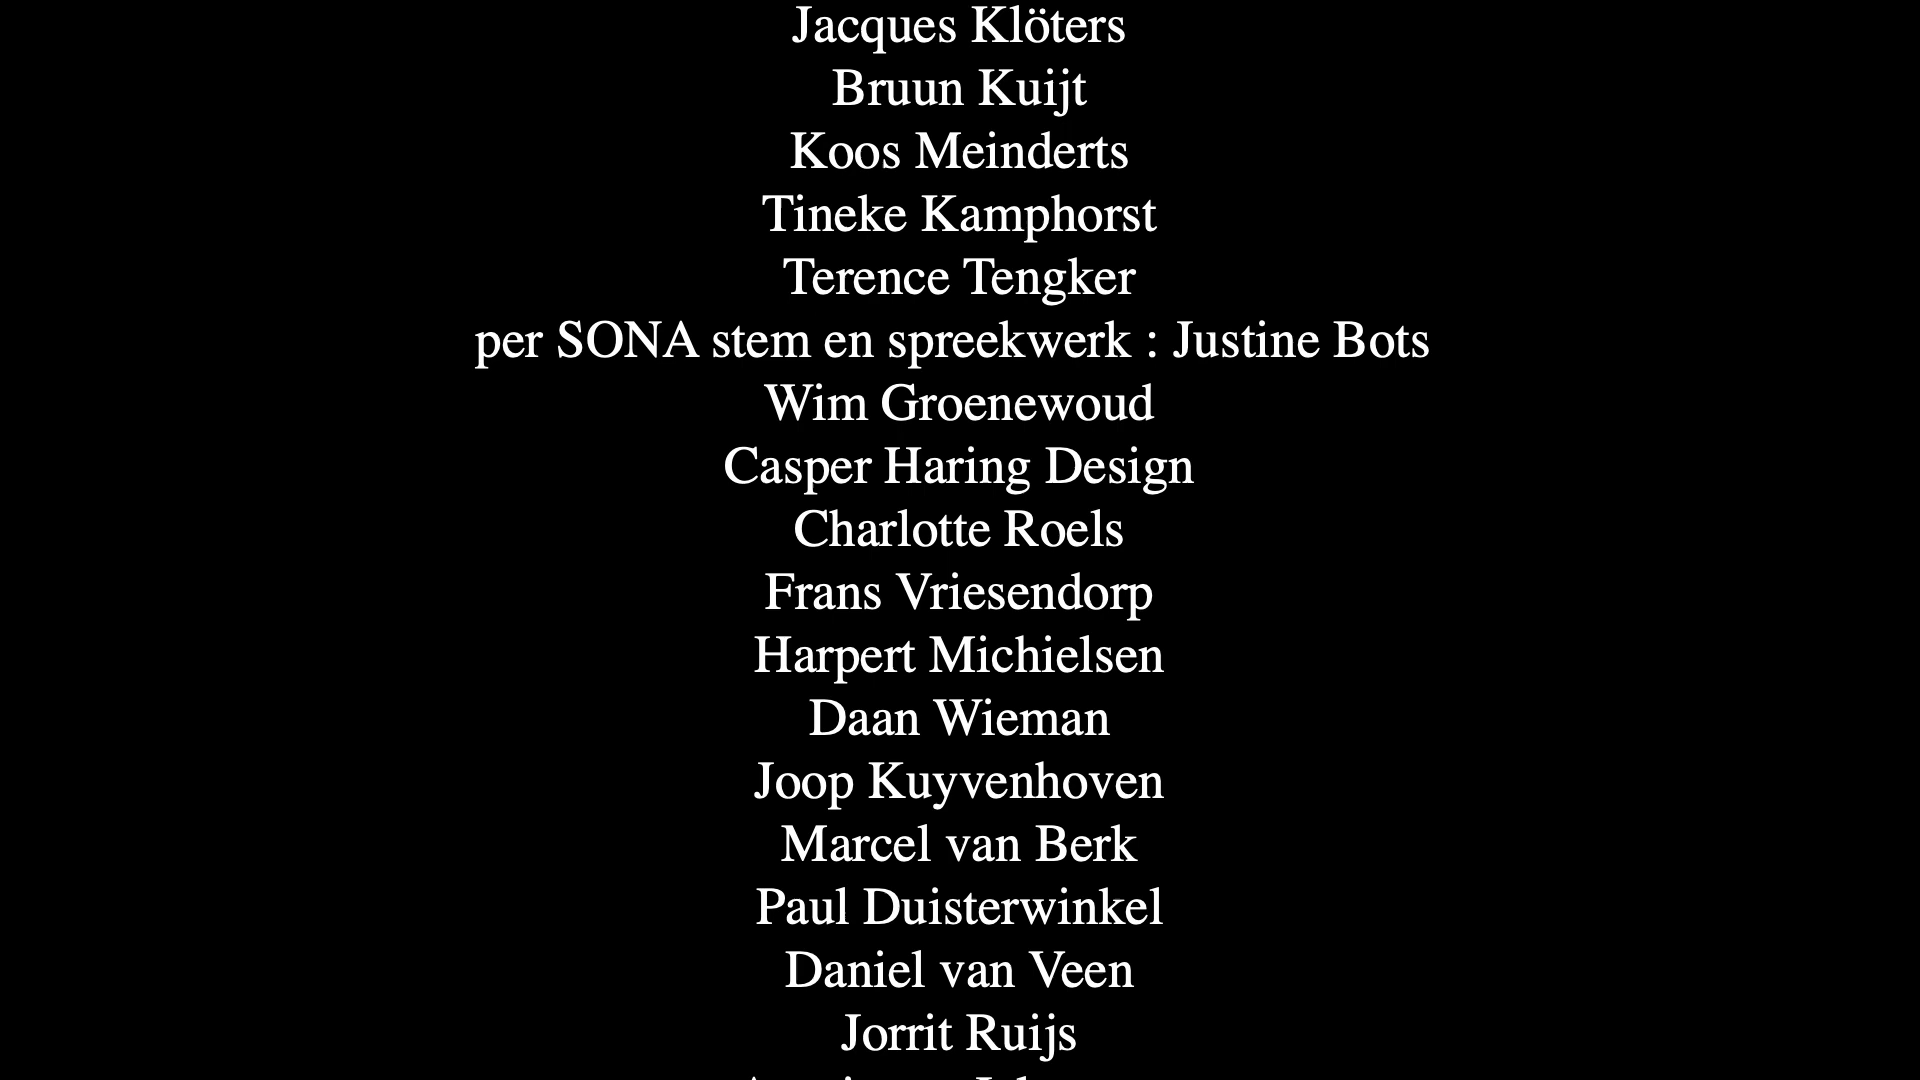 Jacques Klöters
Bruun Kuijt
Koos Meinderts
Tineke Kamphorst
Terence Tengker
per SONA stem en spreekwerk : Justine Bots
Wim Groenewoud
Casper Haring Design
Charlotte Roels
Frans Vriesendorp
Harpert Michielsen
Daan Wieman
Joop Kuyvenhoven
Marcel van Berk
Paul Duisterwinkel
Daniel van Veen
Jorrit Ruijs